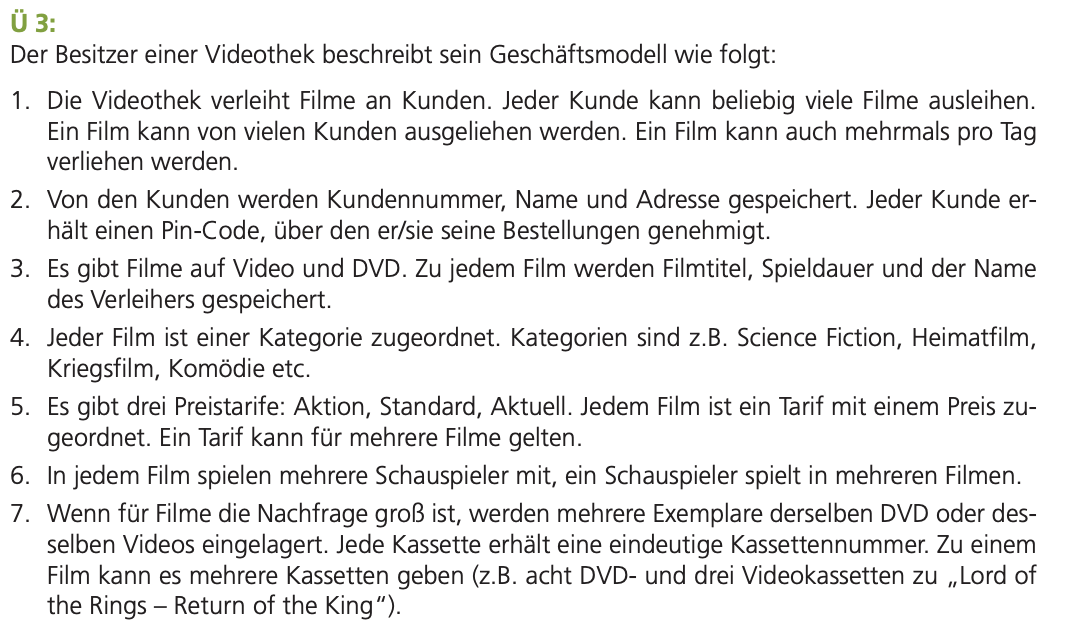 Ü 3:
Der Besitzer einer Videothek beschreibt sein Geschäftsmodell wie folgt:
1. Die Videothek verleiht Filme an Kunden. Jeder Kunde kann beliebig viele Filme ausleihen.
Ein Film kann von vielen Kunden ausgeliehen werden. Ein Film kann auch mehrmals pro Tag
verliehen werden.
2. Von den Kunden werden Kundennummer, Name und Adresse gespeichert. Jeder Kunde er-
hält einen Pin-Code, über den er/sie seine Bestellungen genehmigt.
3. Es gibt Filme auf Video und DVD. Zu jedem Film werden Filmtitel, Spieldauer und der Name
des Verleihers gespeichert.
4. Jeder Film ist einer Kategorie zugeordnet. Kategorien sind z.B. Science Fiction, Heimatfilm,
Kriegsfilm, Komödie etc.
5. Es gibt drei Preistarife: Aktion, Standard, Aktuell. Jedem Film ist ein Tarif mit einem Preis zu-
geordnet. Ein Tarif kann für mehrere Filme gelten.
6. In jedem Film spielen mehrere Schauspieler mit, ein Schauspieler spielt in mehreren Filmen.
7. Wenn für Filme die Nachfrage groß ist, werden mehrere Exemplare derselben DVD oder des-
selben Videos eingelagert. Jede Kassette erhält eine eindeutige Kassettennummer. Zu einem
Film kann es mehrere Kassetten geben (z.B. acht DVD- und drei Videokassetten zu „Lord of
the Rings – Return of the King“).